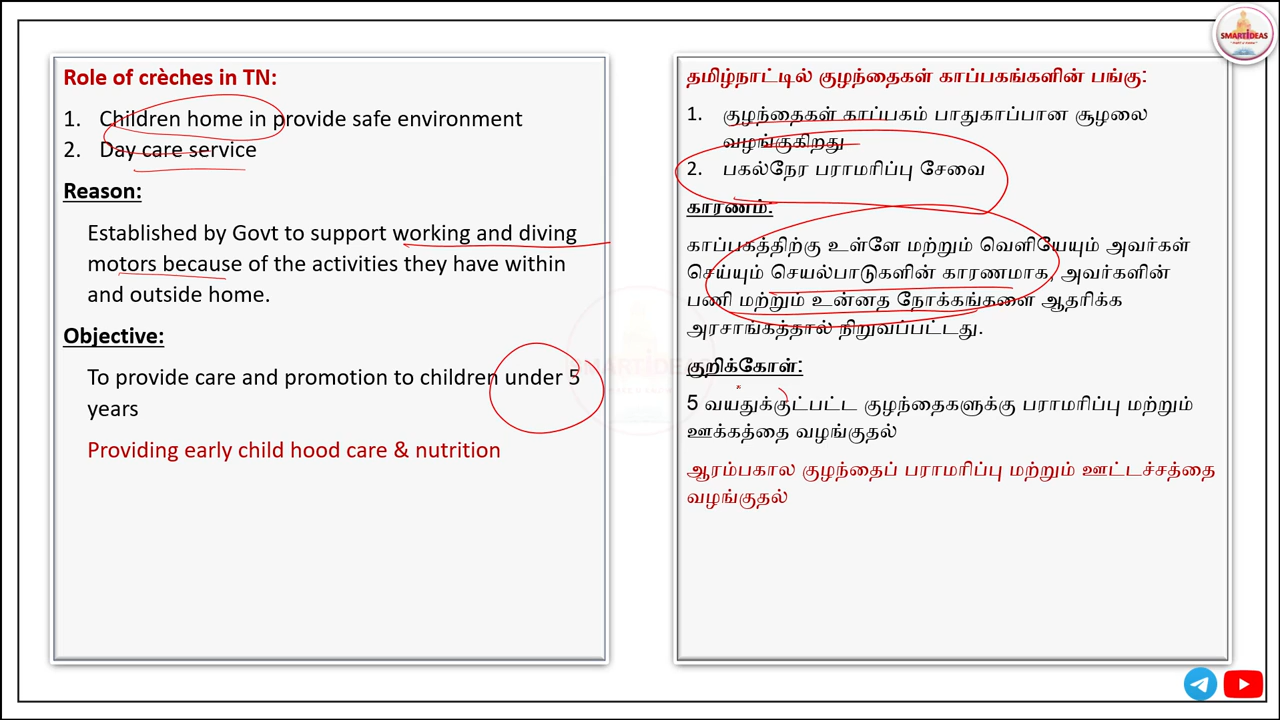 SMARTIDEAS
Role of crèches in TN:
1. Children home in provide safe environment
2. Day care service
Reason:
Established by Govt to support working and diving
motors because of the activities they have within
and outside home.
Objective:
To provide care and promotion to children under 5
years
Providing early child hood care & nutrition
தமிழ்நாட்டில் குழந்தைகள் காப்பகங்களின் பங்கு:
1. குழந்தைகள் காப்பகம் பாதுகாப்பான சூழலை
வழங்குகிறது
2. பகல்நேர பராமரிப்பு சேவை
காரணம்:
காப்பகத்திற்கு உள்ளே மற்றும் வெளியேயும் அவர்கள்
செய்யும் செயல்பாடுகளின் காரணமாக, அவர்களின்
பணி மற்றும் உன்னத நோக்கங்களை ஆதரிக்க
அரசாங்கத்தால் நிறுவப்பட்டது.
குறிக்கோள்:
5 வயதுக்குட்பட்ட குழந்தைகளுக்கு பராமரிப்பு மற்றும்
ஊக்கத்தை வழங்குதல்
ஆரம்பகால குழந்தைப் பராமரிப்பு மற்றும் ஊட்டச்சத்தை
வழங்குதல்